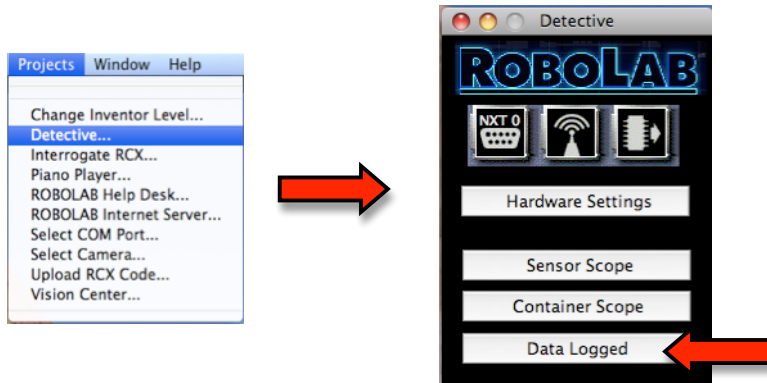 Projects Window Help
Change Inventor Level...
Detective...
Interrogate RCX...
Piano Player...
ROBOLAB Help Desk...
ROBOLAB Internet Server...
Select COM Port...
Select Camera...
Upload RCX Code...
Vision Center...
Detective
ROBOLAB
NXT 0
Hardware Settings
Sensor Scope
Container Scope
Data Logged